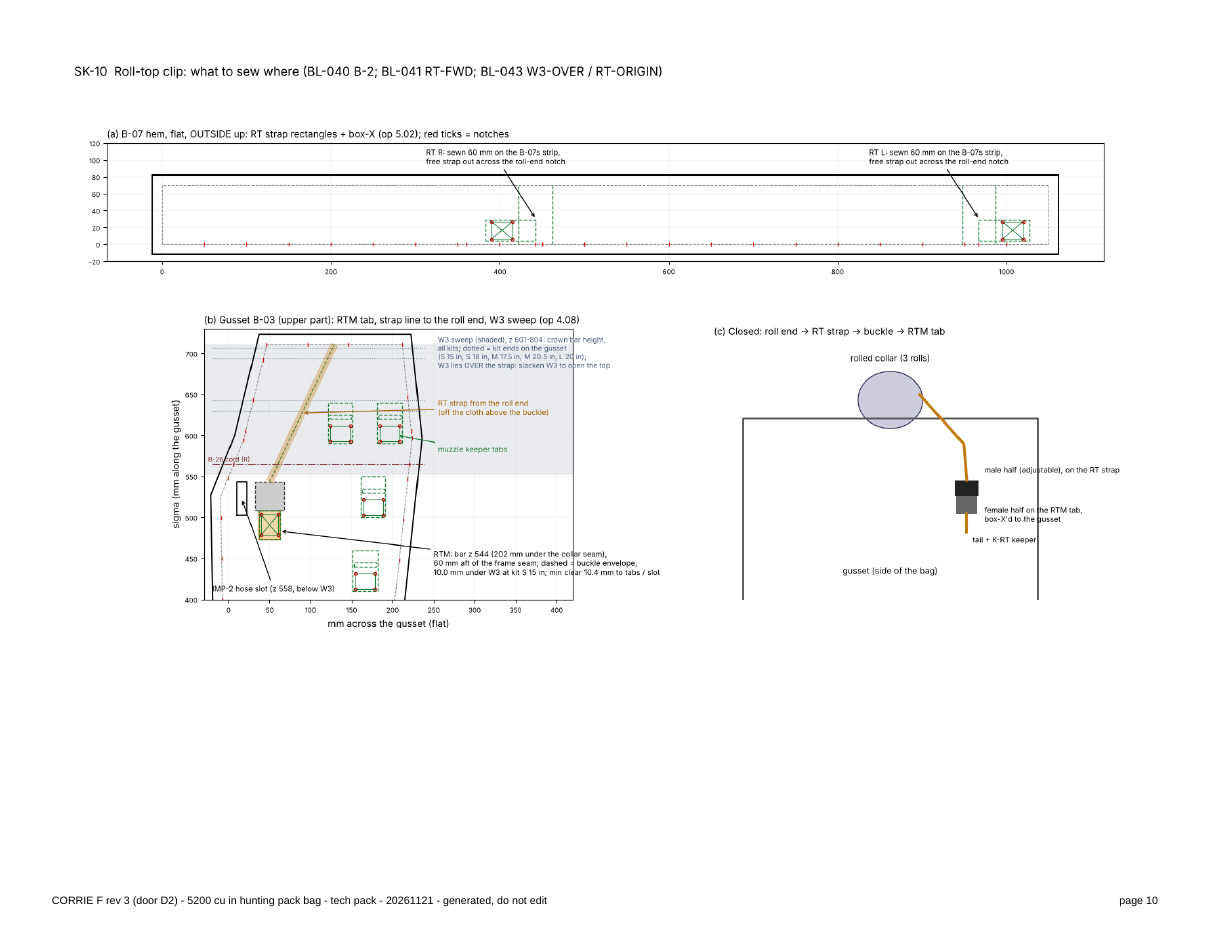 SK-10 Roll-top clip: what to sew where (BL-040 B-2; BL-041 RT-FWD; BL-043 W3-OVER / RT-ORIGIN)
(a) B-07 hem, flat, OUTSIDE up: RT strap rectangles + box-X (op 5.02); red ticks = notches
120
100
80
60
40
20
0
−20
RT R: sewn 60 mm on the B-07s strip,
free strap out across the roll-end notch
RT L: sewn 60 mm on the B-07s strip,
free strap out across the roll-end notch
0
200
400
600
800
1000
(b) Gusset B-03 (upper part): RTM tab, strap line to the roll end, W3 sweep (op 4.08)
sigma (mm along the gusset)
700
650
600
550
500
450
400
W3 sweep (shaded), z 601-804: crown bar height,
all kits; dotted = kit ends on the gusset
(S 15 in, S 18 in, M 17.5 in, M 20.5 in, L 20 in);
W3 lies OVER the strap: slacken W3 to open the top
RT strap from the roll end
(off the cloth above the buckle)
muzzle keeper tabs
B-26 cord (R)
RTM: bar z 544 (202 mm under the collar seam),
60 mm aft of the frame seam; dashed = buckle envelope,
10.0 mm under W3 at kit S 15 in; min clear 10.4 mm to tabs / slot
IMP-2 hose slot (z 558, below W3)
0
50
100
150
200
250
300
350
400
mm across the gusset (flat)
(c) Closed: roll end → RT strap → buckle → RTM tab
rolled collar (3 rolls)
male half (adjustable), on the RT strap
female half on the RTM tab,
box-X'd to the gusset
tail + K-RT keeper
gusset (side of the bag)
CORRIE F rev 3 (door D2) - 5200 cu in hunting pack bag - tech pack - 20261121 - generated, do not edit
page 10